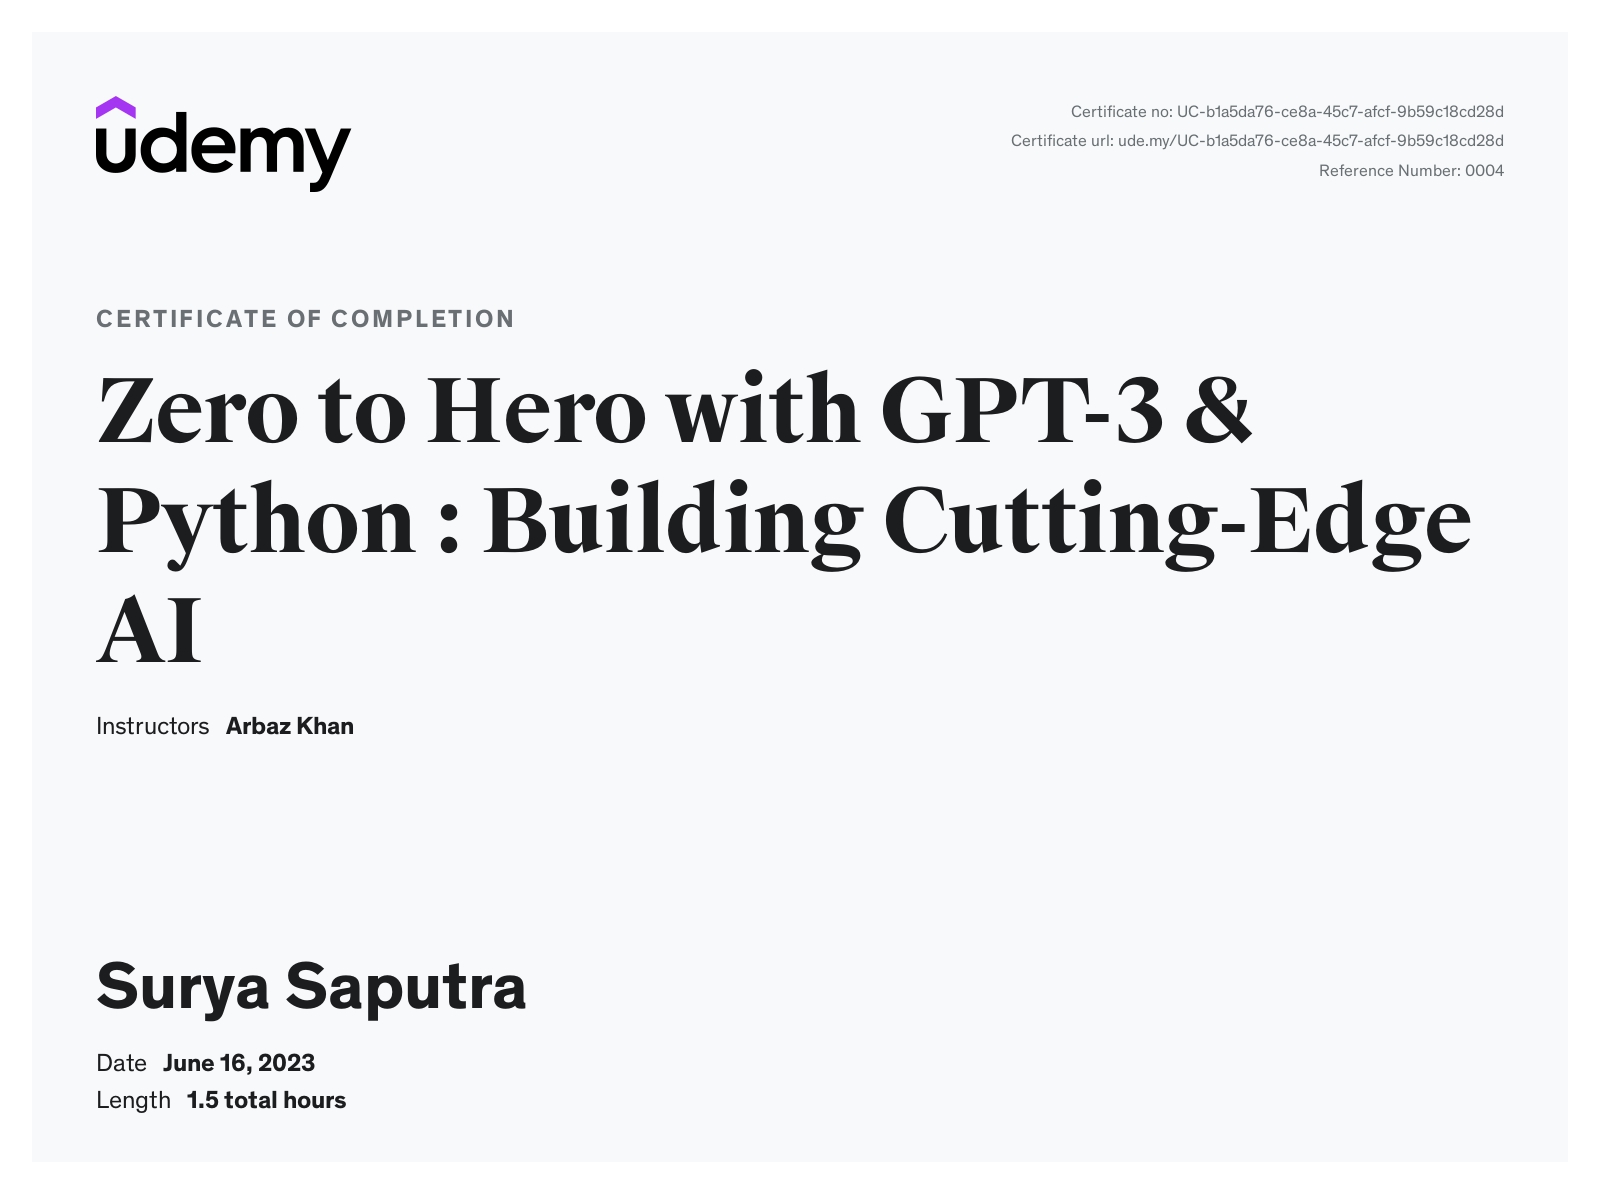 udemy
Certificate no: UC-b1a5da76-ce8a-45c7-afcf-9b59c18cd28d
Certificate url: ude.my/UC-b1a5da76-ce8a-45c7-afcf-9b59c18cd28d
Reference Number: 0004
CERTIFICATE OF COMPLETION
Zero to Hero with GPT-3 &
Python : Building Cutting-Edge
AI
Instructors Arbaz Khan
Surya Saputra
Date June 16, 2023
Length 1.5 total hours